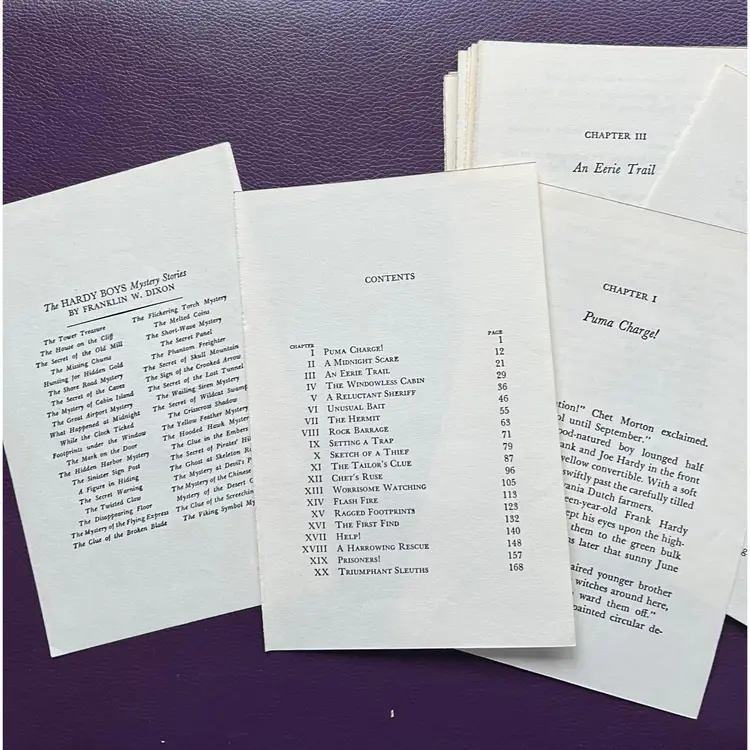 The HARDY BOYS Mystery Stories
BY FRANKLIN W. DIXON
The Tower Treasure
The House on the Cliff
The Secret of the Old Mill
The Missing Chums
Hunting for Hidden Gold
The Shore Road Mystery
The Secret of the Caves
The Mystery of Cabin Island
The Great Airport Mystery
What Happened at Midnight
While the Clock Ticked
Footprints under the Window
The Mark on the Door
The Hidden Harbor Mystery
The Sinister Sign Post
A Figure in Hiding
The Secret Warning
The Twisted Claw
The Disappearing Floor
The Mystery of the Flying Express
The Clue of the Broken Blade
The Flickering Torch Mystery
The Melted Coins
The Short-Wave Mystery
The Secret Panel
The Phantom Freighter
The Secret of Skull Mountain
The Sign of the Crooked Arrow
The Secret of the Lost Tunnel
The Wailing Siren Mystery
The Secret of Wildcat Swamp
The Crisscross Shadow
The Yellow Feather Mystery
The Hooded Hawk Mystery
The Clue in the Embers
The Secret of Pirates' Hi
The Ghost at Skeleton R
The Mystery at Devil's P
The Mystery of the Chinese
Mystery of the Desert G
The Clue of the Screeching
The Viking Symbol My
CONTENTS
CHAPTER PAGE
I PUMA CHARGE! 1
II A MIDNIGHT SCARE 12
III AN EERIE TRAIL 21
IV THE WINDOWLESS CABIN 29
V A RELUCTANT SHERIFF 36
VI UNUSUAL BAIT 46
VII THE HERMIT 55
VIII ROCK BARRAGE 63
IX SETTING A TRAP 71
X SKETCH OF A THIEF 79
XI THE TAILOR'S CLUE 87
XII CHET'S RUSE 96
XIII WORRISOME WATCHING 105
XIV FLASH FIRE 113
XV RAGGED FOOTPRINTS 123
XVI THE FIRST FIND 132
XVII HELP! 140
XVIII A HARROWING RESCUE 148
XIX PRISONERS! 157
XX TRIUMPHANT SLEUTHS 168
CHAPTER III
An Eerie Trail
CHAPTER I
Puma Charge!
tion!" Chet Morton exclaimed.
ol until September."
ood-natured boy lounged half
ank and Joe Hardy in the front
yellow convertible. With a soft
swiftly past the carefully tilled
vania Dutch farmers.
een-year-old Frank Hardy
ept his eyes upon the high-
them to the green bulk
ns later that sunny June
aired younger brother
witches around here,
ward them off."
painted circular de-